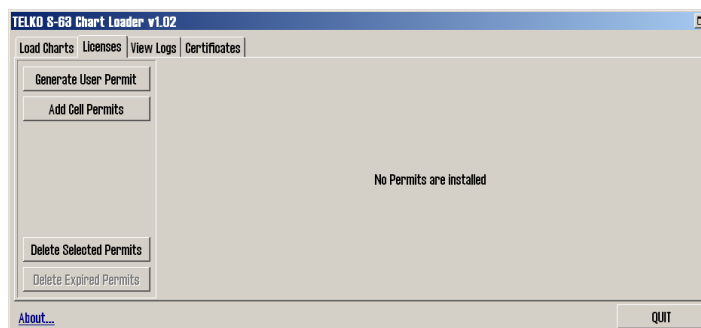 TELKO S-63 Chart Loader v1.02
Load Charts Licenses View Logs Certificates
Generate User Permit
Add Cell Permits
No Permits are installed
Delete Selected Permits
Delete Expired Permits
About...
QUIT